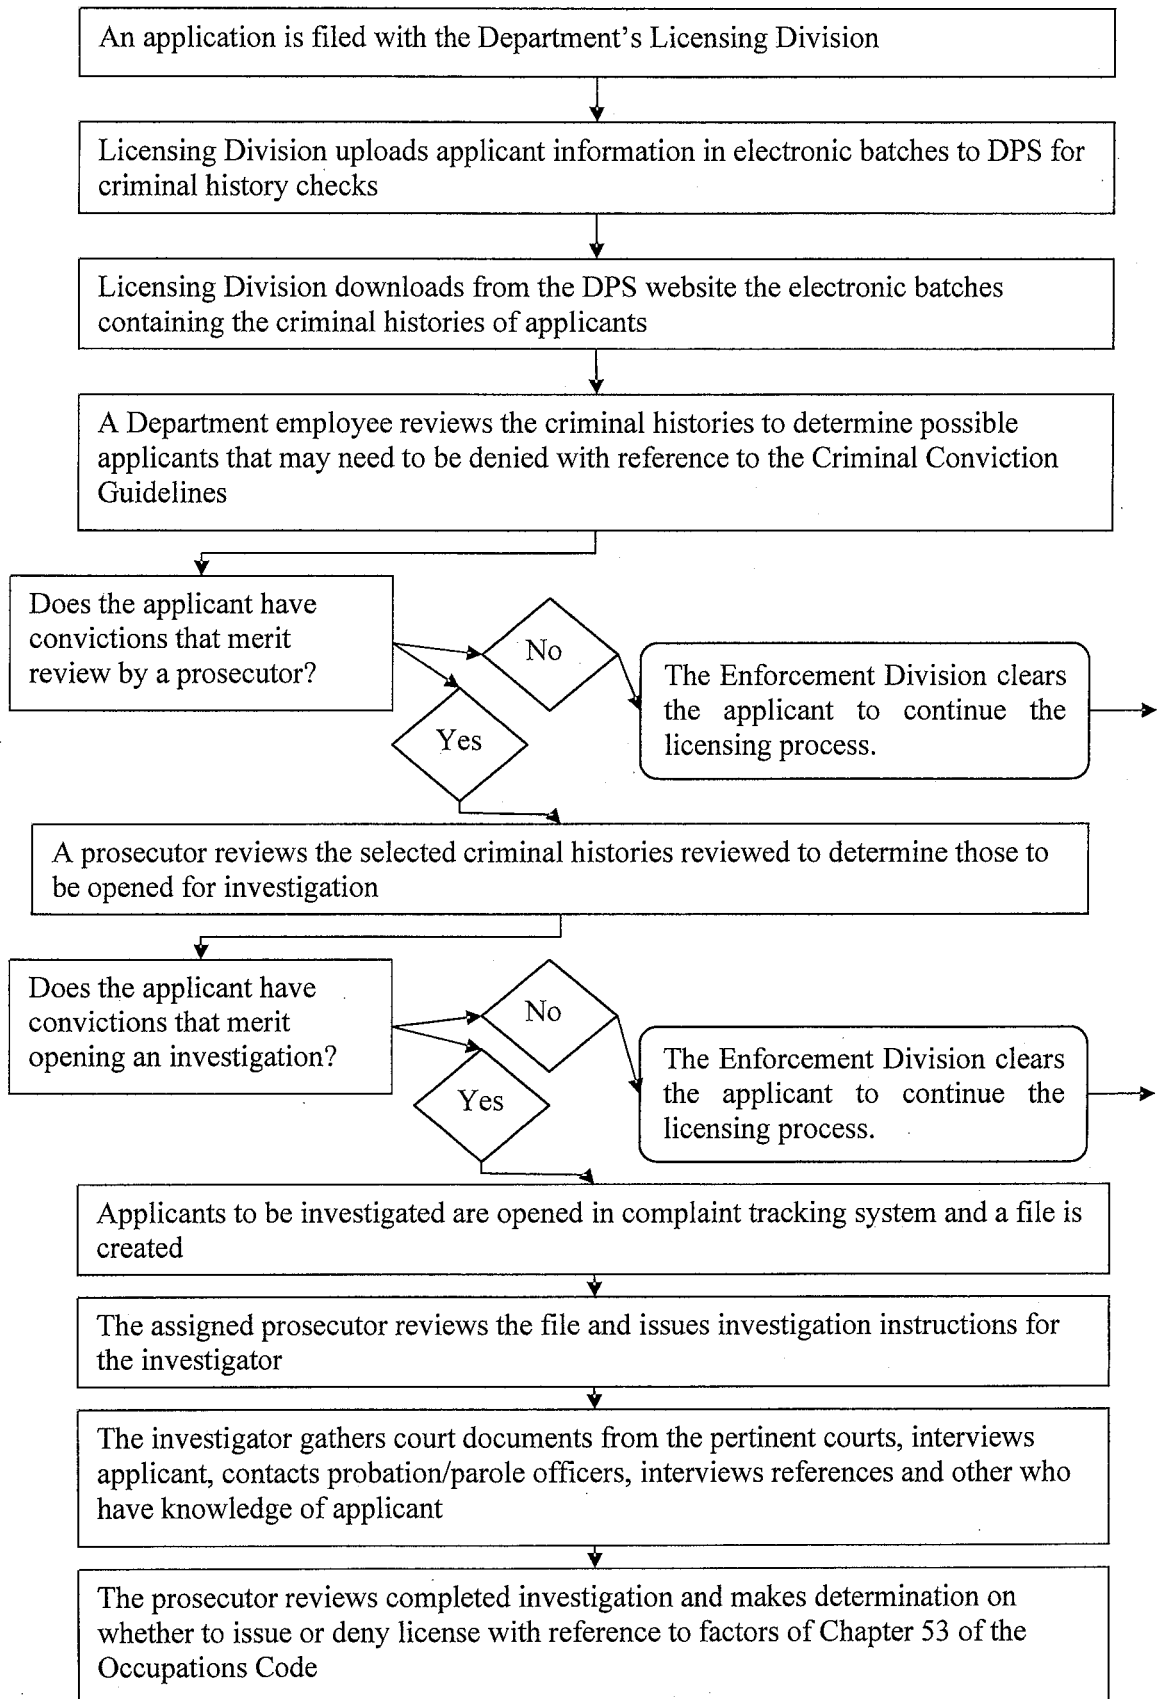 An application is filed with the Department's Licensing Division
Licensing Division uploads applicant information in electronic batches to DPS for
criminal history checks
Licensing Division downloads from the DPS website the electronic batches
containing the criminal histories of applicants
A Department employee reviews the criminal histories to determine possible
applicants that may need to be denied with reference to the Criminal Conviction
Guidelines
Does the applicant have
convictions that merit
review by a prosecutor?
No
Yes
The Enforcement Division clears
the applicant to continue the
licensing process.
A prosecutor reviews the selected criminal histories reviewed to determine those to
be opened for investigation
Does the applicant have
convictions that merit
opening an investigation?
No
Yes
The Enforcement Division clears
the applicant to continue the
licensing process.
Applicants to be investigated are opened in complaint tracking system and a file is
created
The assigned prosecutor reviews the file and issues investigation instructions for
the investigator
The investigator gathers court documents from the pertinent courts, interviews
applicant, contacts probation/parole officers, interviews references and other who
have knowledge of applicant
The prosecutor reviews completed investigation and makes determination on
whether to issue or deny license with reference to factors of Chapter 53 of the
Occupations Code